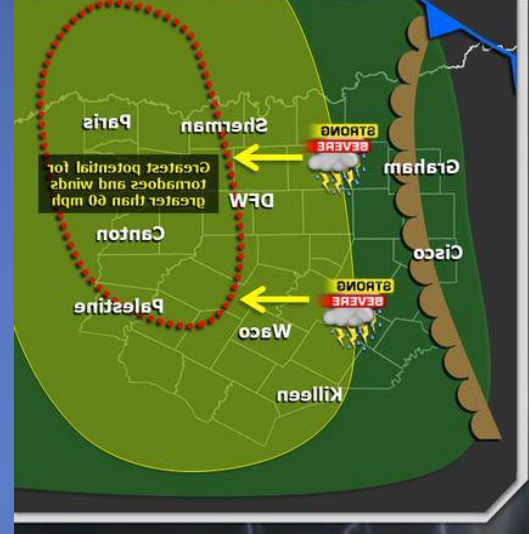 Paris
Sherman
STRONG
SEVERE
Graham
Greatest potential for
tornadoes and winds
greater than 60 mph
DFW
Canton
Cisco
STRONG
SEVERE
Palestine
Waco
Killeen